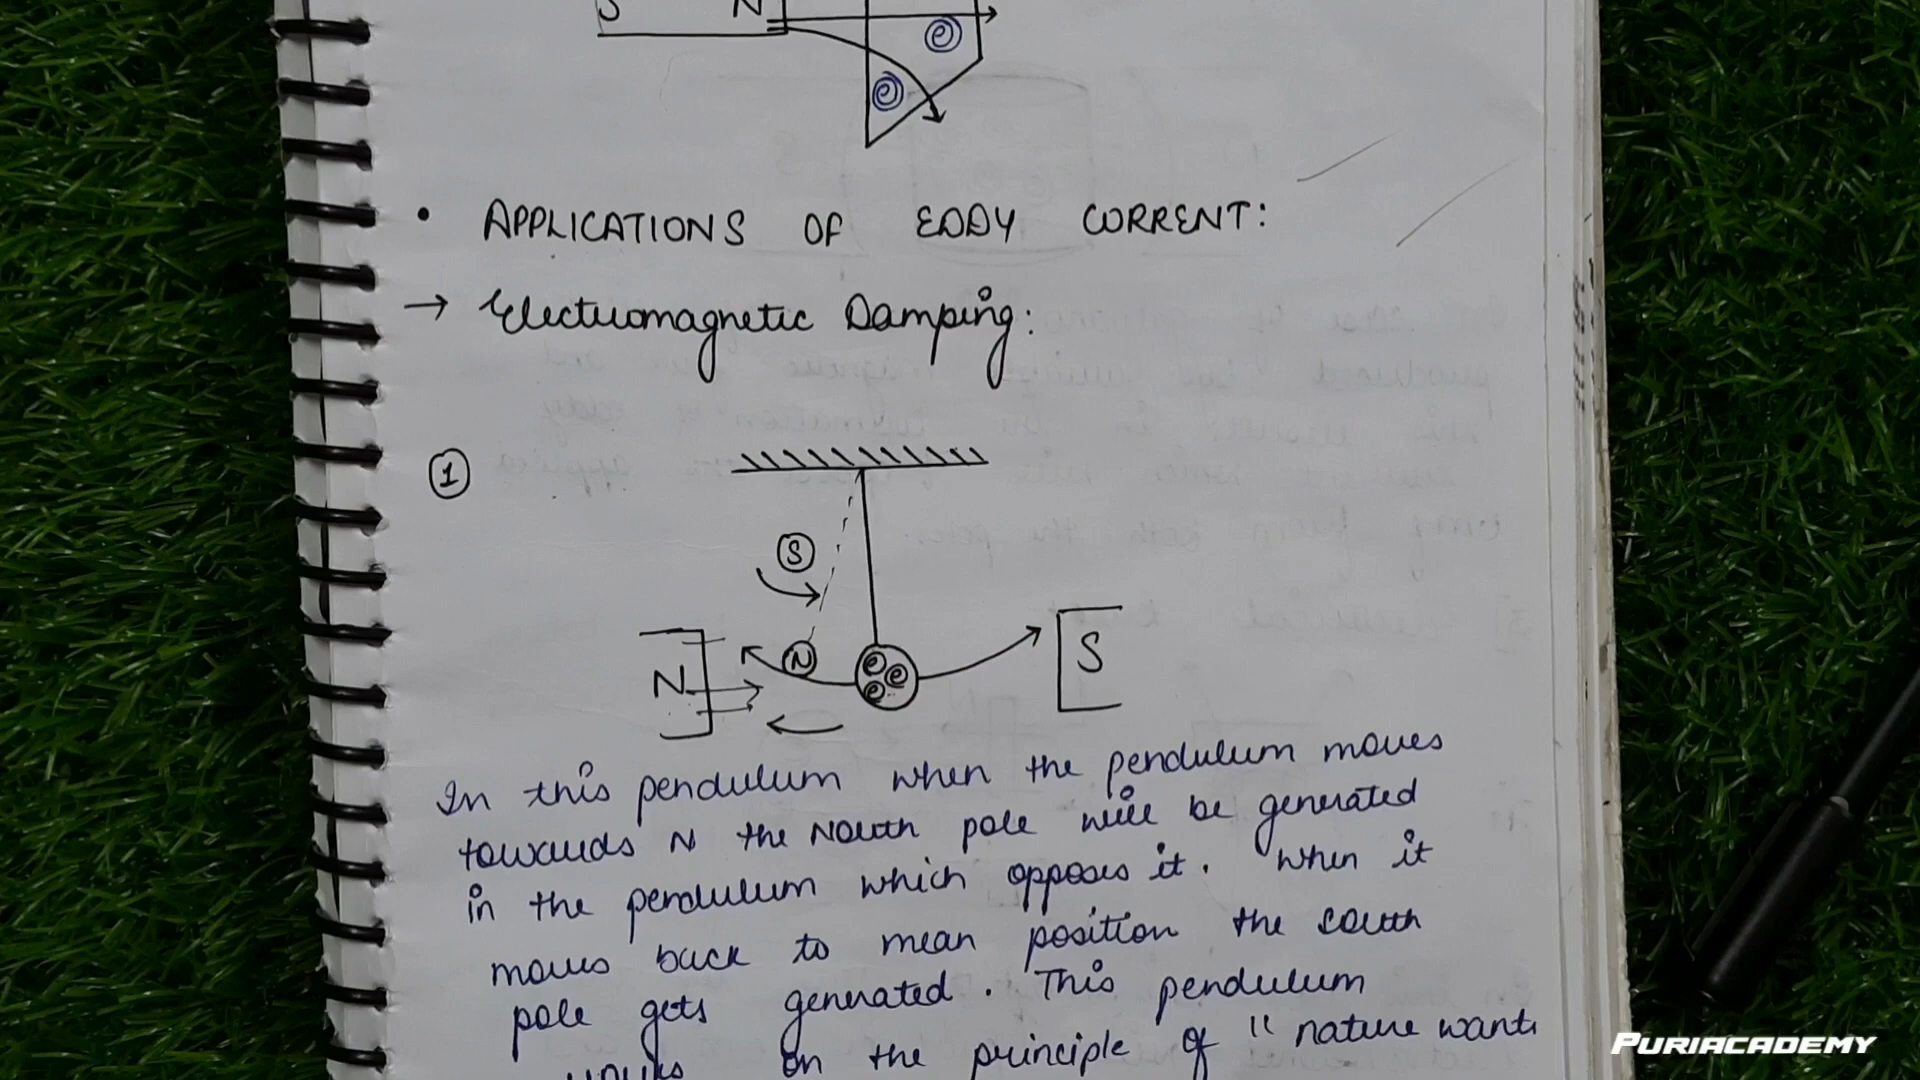 S N
e
e
• APPLICATIONS OF EDDY CORRENT:
→ Electromagnetic Damping:
1
S
N
N
e e
e
S
In this pendulum when the pendulum moves
towards N the North pole will be generated
in the pendulum which opposes it. When it
moves back to mean position the south
pole gets generated. This pendulum
works on the principle of " nature wants
PURIACADEMY